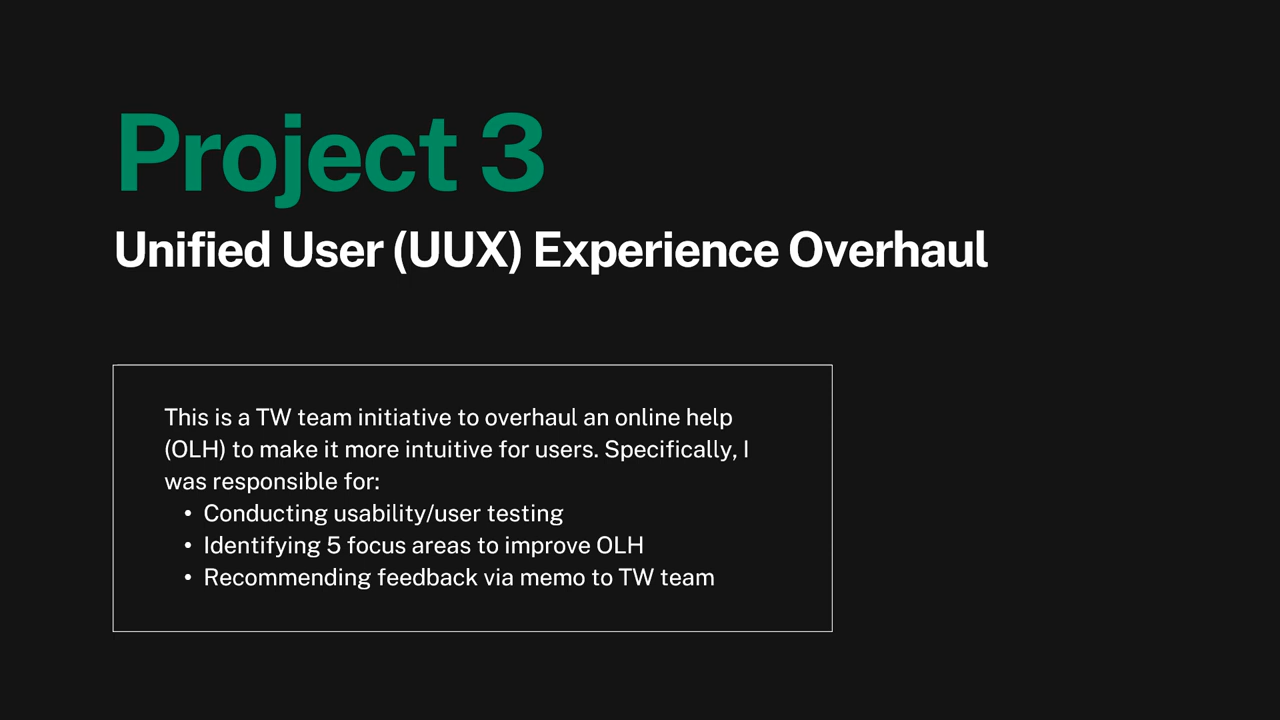 Project 3
Unified User (UUX) Experience Overhaul
This is a TW team initiative to overhaul an online help
(OLH) to make it more intuitive for users. Specifically, I
was responsible for:
• Conducting usability/user testing
• Identifying 5 focus areas to improve OLH
• Recommending feedback via memo to TW team